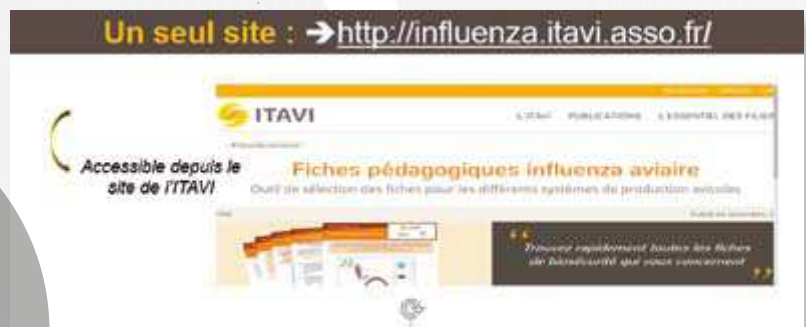 Un seul site : ➔http://influenza.itavi.asso.fr/
ITAVI
L'ITAVI PUBLICATIONS L'ESSENTIEL DES FILIÈ
Accessible depuis le
site de l'ITAVI
Fiches pédagogiques influenza aviaire
Outil de sélection des fiches pour les différents systèmes de production avicoles
Trouvez rapidement toutes les fiches
de biosécurité qui vous concernent